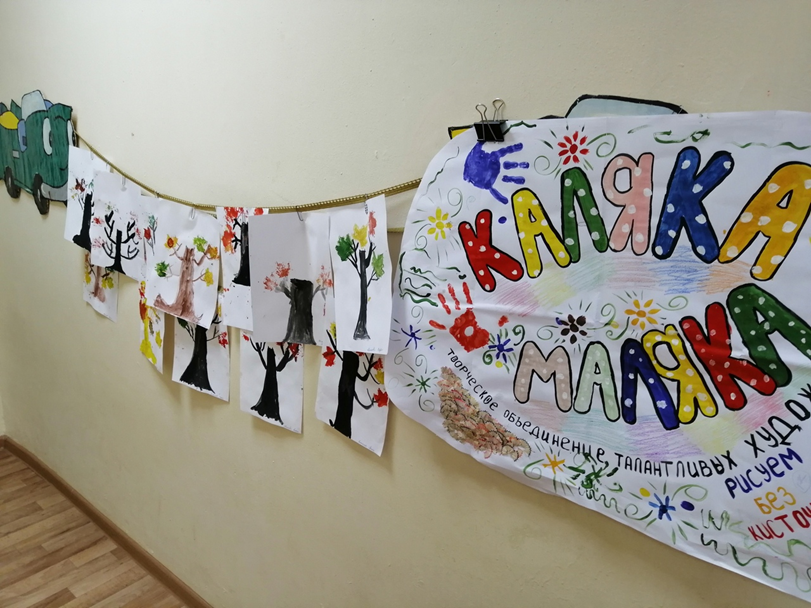 КАЛЯКА
МАЛЯКА
ТВОРЧЕСКОЕ ОБЪЕДИНЕНИЕ ТАЛАНТЛИВЫХ
РИСУЕМ
БЕЗ